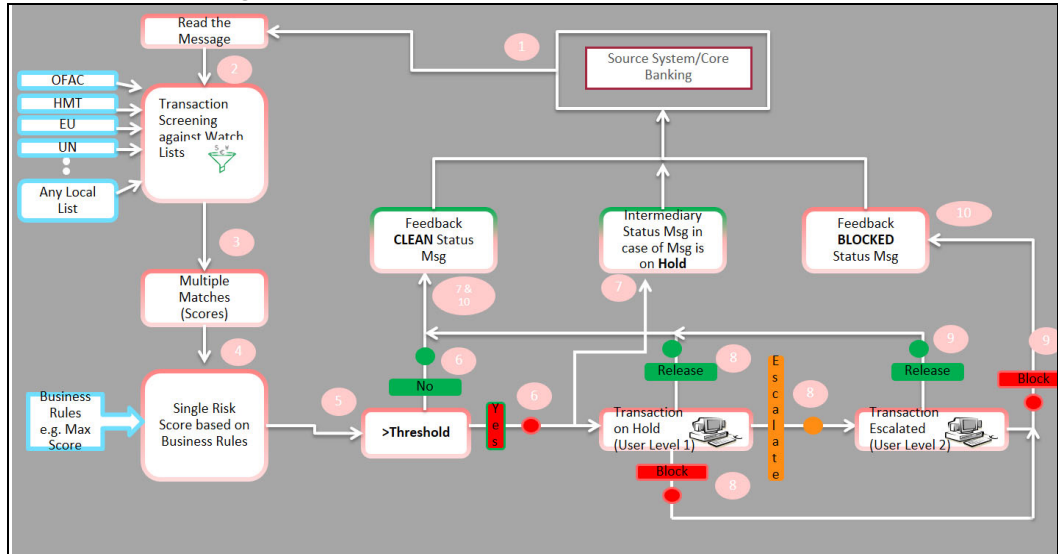 Read the
Message
1
Source System/Core
Banking
2
OFAC
HMT
EU
UN
Any Local
List
Transaction
Screening
against Watch
Lists
S € ¥
3
Feedback
CLEAN Status
Msg
Intermediary
Status Msg in
case of Msg is
on Hold
Feedback
BLOCKED
Status Msg
10
Multiple
Matches
(Scores)
7 &
10
7
4
6
No
8
Release
9
Release
9
Block
Business
Rules
e.g. Max
Score
Single Risk
Score based on
Business Rules
5
>Threshold
Yes
6
Transaction
on Hold
(User Level 1)
Escalate
8
Transaction
Escalated
(User Level 2)
Block
8